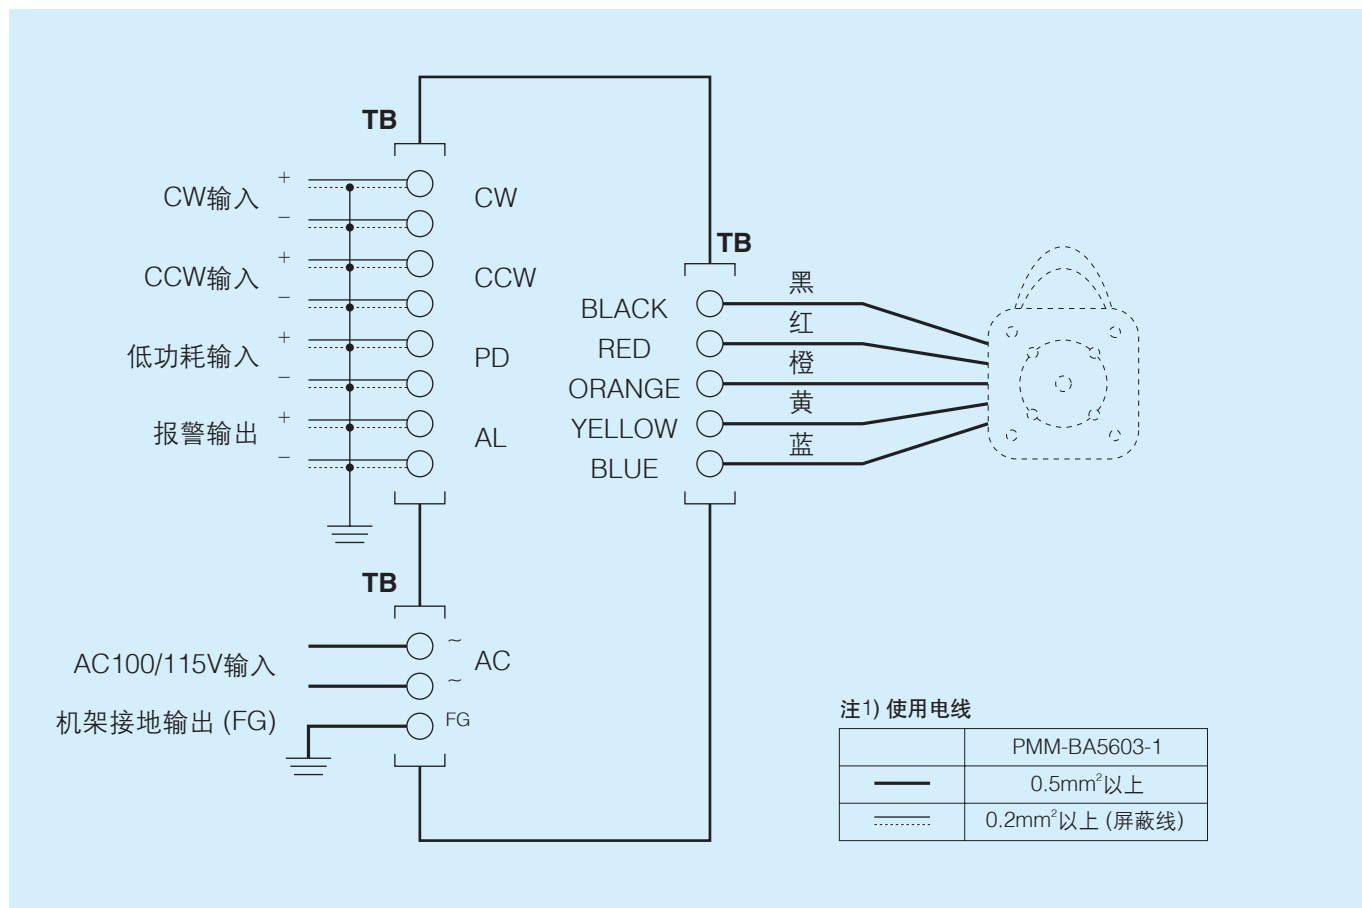 TB
+
CW输入
−
CW
+
CCW输入
−
CCW
+
低功耗输入
−
PD
+
报警输出
−
AL
TB
BLACK
RED
ORANGE
YELLOW
BLUE
黑
红
橙
黄
蓝
TB
AC100/115V输入
~
~
AC
机架接地输出 (FG)
FG
注1) 使用电线
PMM-BA5603-1
0.5mm²以上
0.2mm²以上 (屏蔽线)